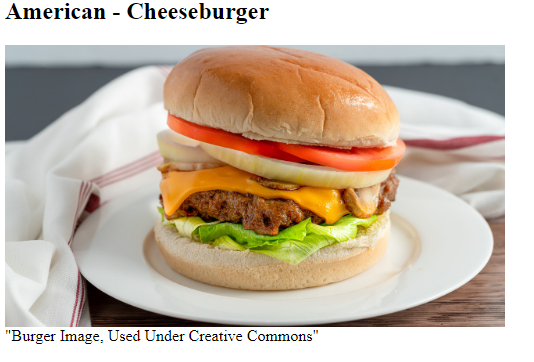 American - Cheeseburger
"Burger Image, Used Under Creative Commons"